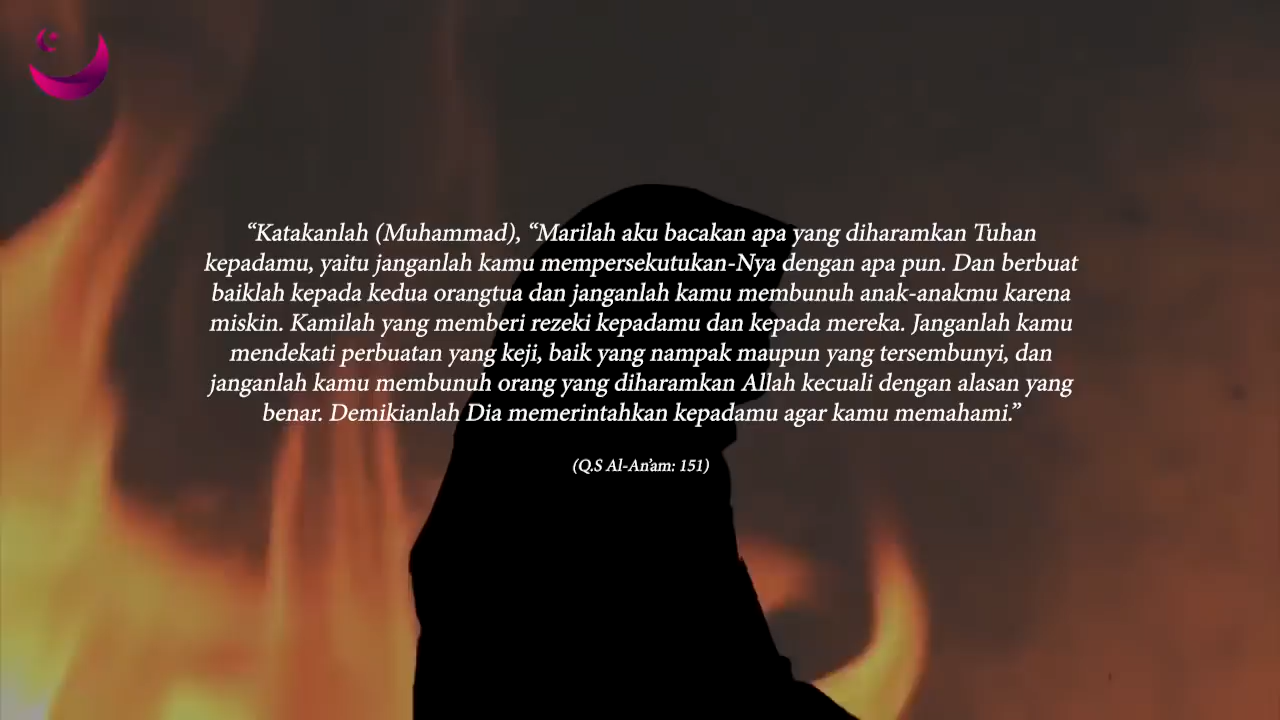 “Katakanlah (Muhammad), “Marilah aku bacakan apa yang diharamkan Tuhan
kepadamu, yaitu janganlah kamu mempersekutukan-Nya dengan apa pun. Dan berbuat
baiklah kepada kedua orangtua dan janganlah kamu membunuh anak-anakmu karena
miskin. Kamilah yang memberi rezeki kepadamu dan kepada mereka. Janganlah kamu
mendekati perbuatan yang keji, baik yang nampak maupun yang tersembunyi, dan
janganlah kamu membunuh orang yang diharamkan Allah kecuali dengan alasan yang
benar. Demikianlah Dia memerintahkan kepadamu agar kamu memahami.”
(Q.S Al-An’am: 151)